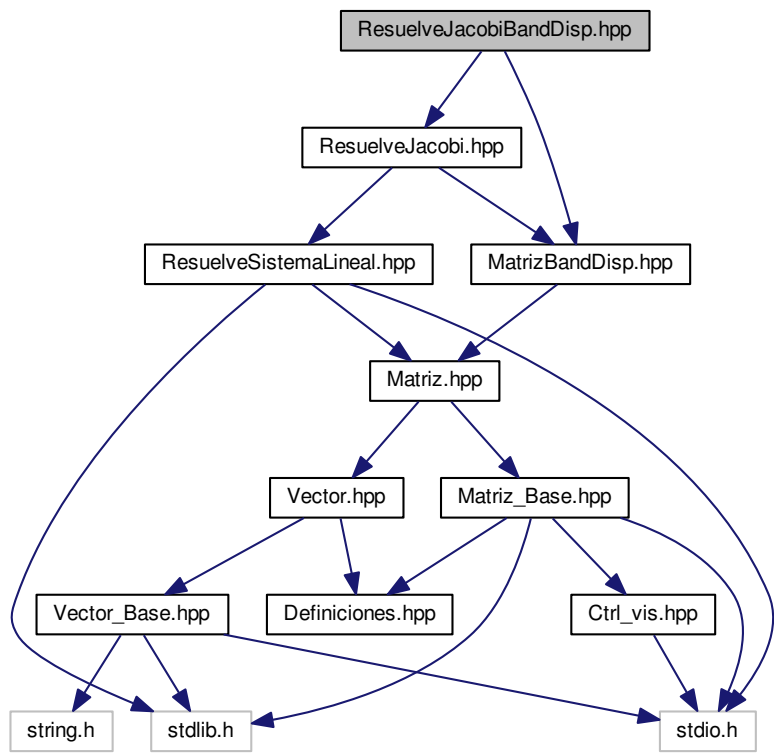 ResuelveJacobiBandDisp.hpp
ResuelveJacobi.hpp
ResuelveSistemaLineal.hpp
MatrizBandDisp.hpp
Matriz.hpp
Vector.hpp
Matriz_Base.hpp
Vector_Base.hpp
Definiciones.hpp
Ctrl_vis.hpp
string.h
stdlib.h
stdio.h